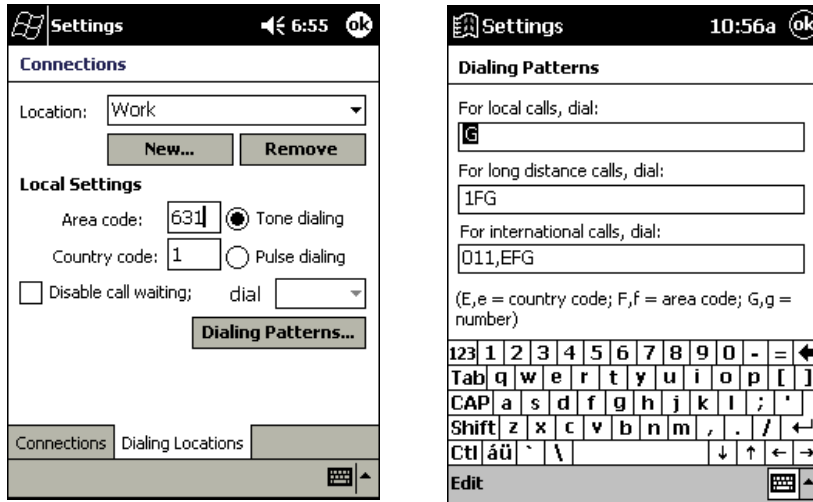 Settings 6:55 ok
Connections
Location: Work
New... Remove
Local Settings
Area code: 631 Tone dialing
Country code: 1 Pulse dialing
Disable call waiting; dial
Dialing Patterns...
Connections Dialing Locations
Settings 10:56a ok
Dialing Patterns
For local calls, dial:
G
For long distance calls, dial:
1FG
For international calls, dial:
011,EFG
(E,e = country code; F,f = area code; G,g =
number)
123 1 2 3 4 5 6 7 8 9 0 - = ←
Tab q w e r t y u i o p [ ]
CAP a s d f g h j k l ; '
Shift z x c v b n m , . / ↵
Ctl áü ` \ ↓ ↑ ← →
Edit